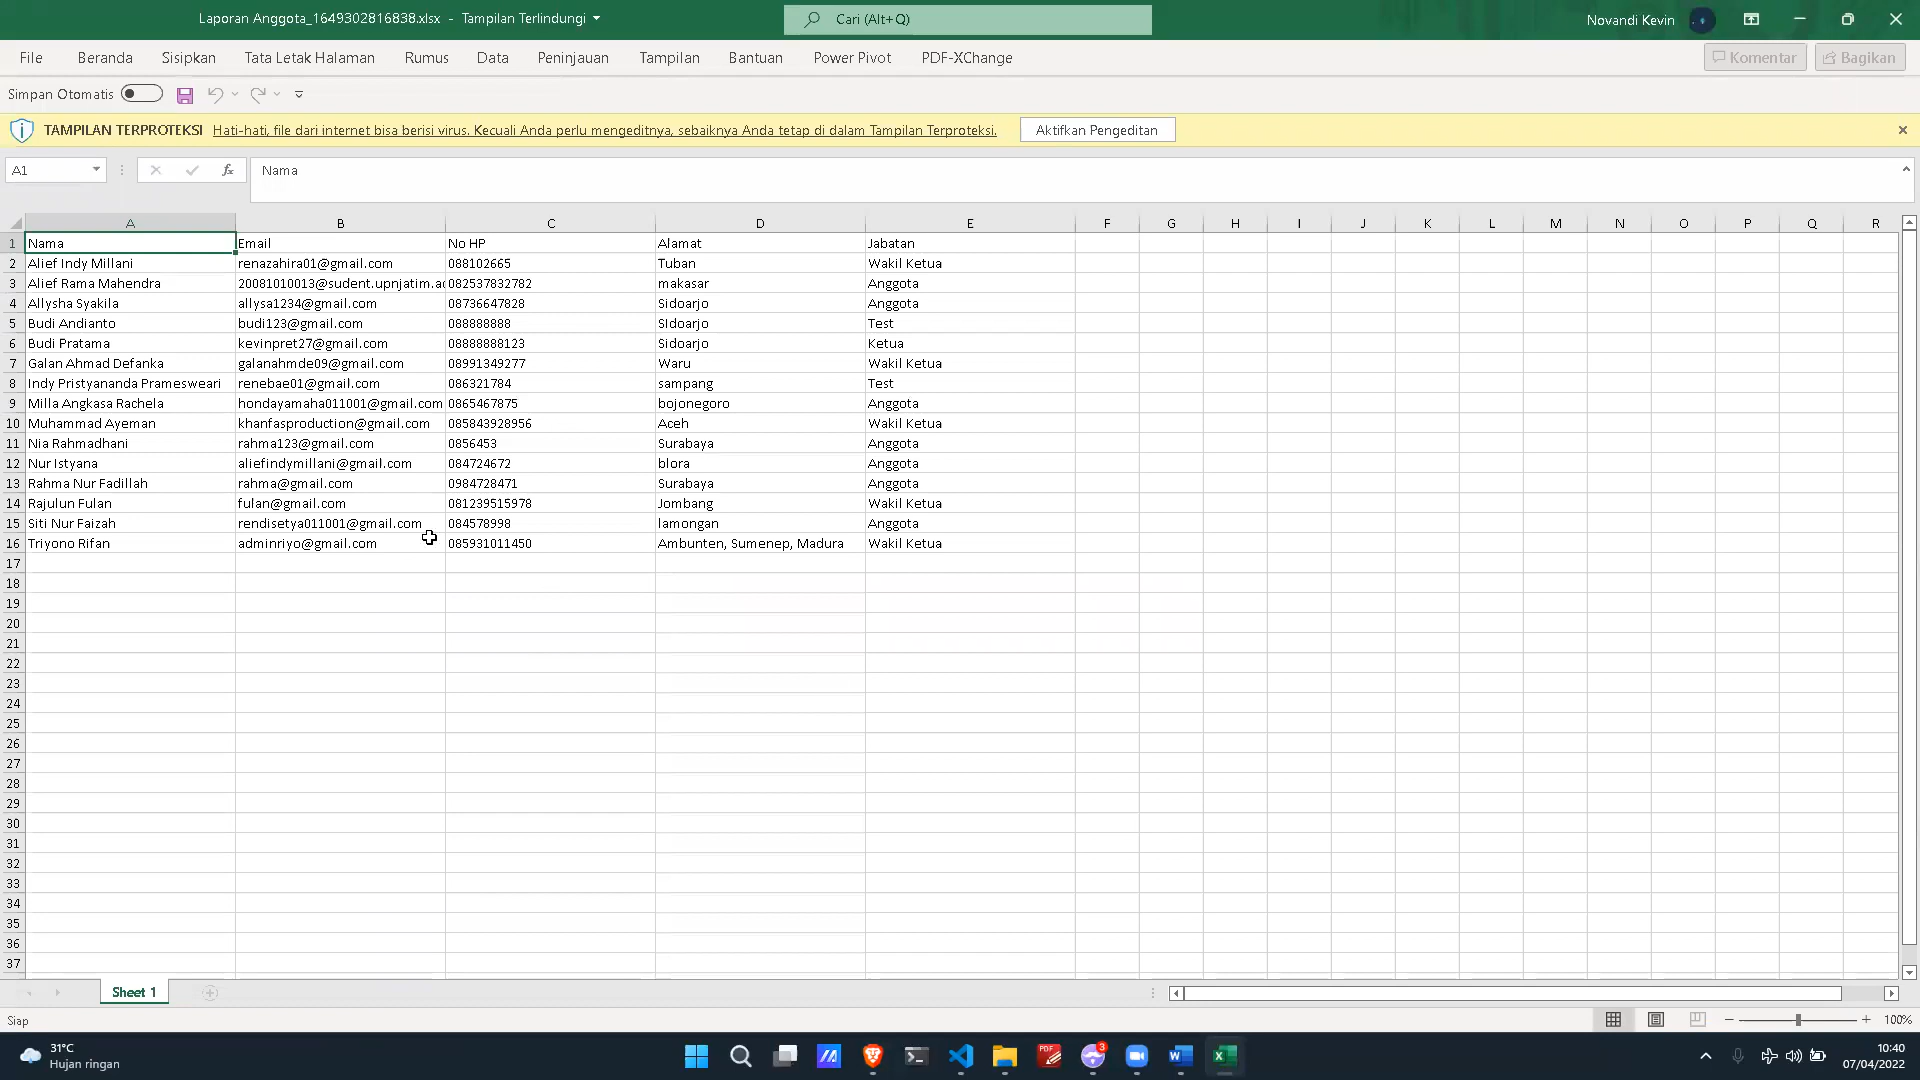 Laporan Anggota_1649302816838.xlsx - Tampilan Terlindungi
Cari (Alt+Q)
Novandi Kevin
File Beranda Sisipkan Tata Letak Halaman Rumus Data Peninjauan Tampilan Bantuan Power Pivot PDF-XChange Komentar Bagikan
Simpan Otomatis
TAMPILAN TERPROTEKSI Hati-hati, file dari internet bisa berisi virus. Kecuali Anda perlu mengeditnya, sebaiknya Anda tetap di dalam Tampilan Terproteksi. Aktifkan Pengeditan
A1 fx Nama
A B C D E F G H I J K L M N O P Q R
1 Nama Email No HP Alamat Jabatan
2 Alief Indy Millani renazahira01@gmail.com 088102665 Tuban Wakil Ketua
3 Alief Rama Mahendra 20081010013@sudent.upnjatim.ac 082537832782 makasar Anggota
4 Allysha Syakila allysa1234@gmail.com 08736647828 Sidoarjo Anggota
5 Budi Andianto budi123@gmail.com 088888888 SIdoarjo Test
6 Budi Pratama kevinpret27@gmail.com 08888888123 Sidoarjo Ketua
7 Galan Ahmad Defanka galanahmde09@gmail.com 08991349277 Waru Wakil Ketua
8 Indy Pristyananda Pramesweari renebae01@gmail.com 086321784 sampang Test
9 Milla Angkasa Rachela hondayamaha011001@gmail.com 0865467875 bojonegoro Anggota
10 Muhammad Ayeman khanfasproduction@gmail.com 085843928956 Aceh Wakil Ketua
11 Nia Rahmadhani rahma123@gmail.com 0856453 Surabaya Anggota
12 Nur Istyana aliefindymillani@gmail.com 084724672 blora Anggota
13 Rahma Nur Fadillah rahma@gmail.com 0984728471 Surabaya Anggota
14 Rajulun Fulan fulan@gmail.com 081239515978 Jombang Wakil Ketua
15 Siti Nur Faizah rendisetya011001@gmail.com 084578998 lamongan Anggota
16 Triyono Rifan adminriyo@gmail.com 085931011450 Ambunten, Sumenep, Madura Wakil Ketua
17
18
19
20
21
22
23
24
25
26
27
28
29
30
31
32
33
34
35
36
37
Sheet 1
Siap
100%
31°C
Hujan ringan
PDF
3
10:40
07/04/2022